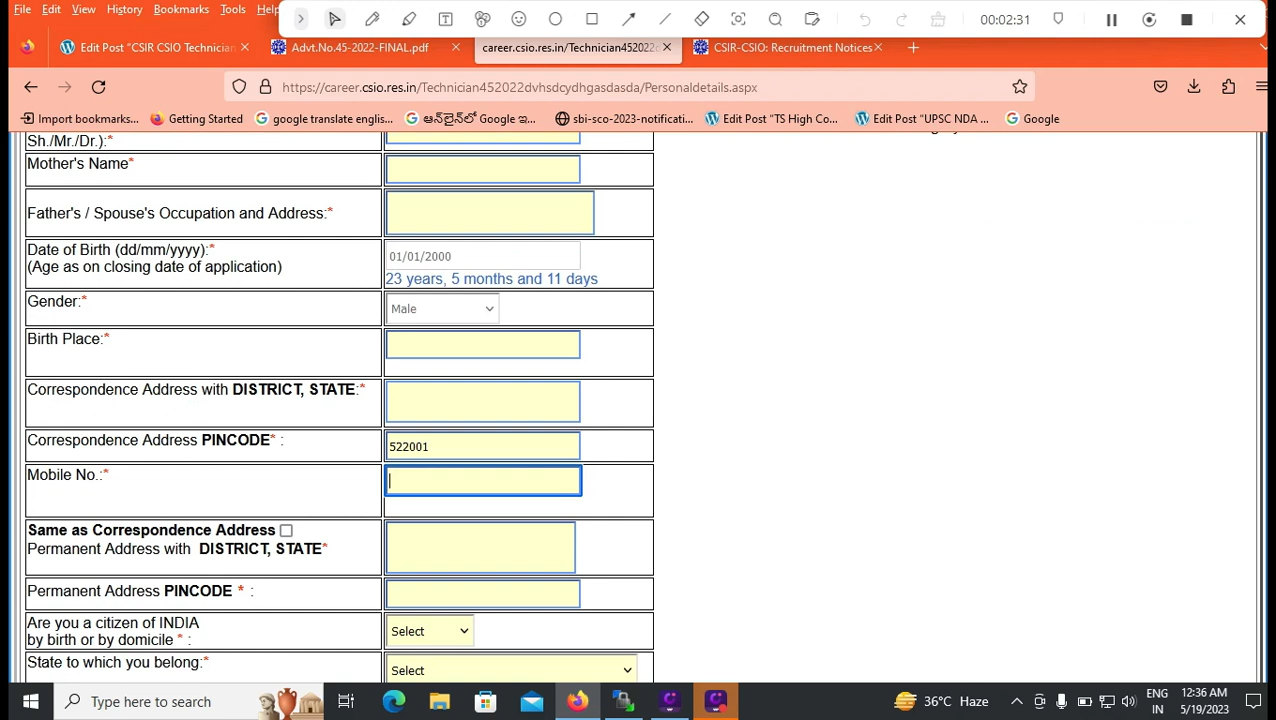 File Edit View History Bookmarks Tools Help
00:02:31
Edit Post "CSIR CSIO Technician
Advt.No.45-2022-FINAL.pdf
career.csio.res.in/Technician452022d
CSIR-CSIO: Recruitment Notices
https://career.csio.res.in/Technician452022dvhsdcydhgasdasda/Personaldetails.aspx
Import bookmarks... Getting Started google translate englis... ఆన్‌లైన్‌లో Google ఇ... sbi-sco-2023-notificati... Edit Post "TS High Co... Edit Post "UPSC NDA ... Google
Sh./Mr./Dr.):*
Mother's Name*
Father's / Spouse's Occupation and Address:*
Date of Birth (dd/mm/yyyy):*
(Age as on closing date of application)
01/01/2000
23 years, 5 months and 11 days
Gender:*
Male
Birth Place:*
Correspondence Address with DISTRICT, STATE:*
Correspondence Address PINCODE* :
522001
Mobile No.:*
Same as Correspondence Address
Permanent Address with DISTRICT, STATE*
Permanent Address PINCODE * :
Are you a citizen of INDIA
by birth or by domicile * :
Select
State to which you belong:*
Select
Type here to search
36°C Haze
ENG
IN
12:36 AM
5/19/2023